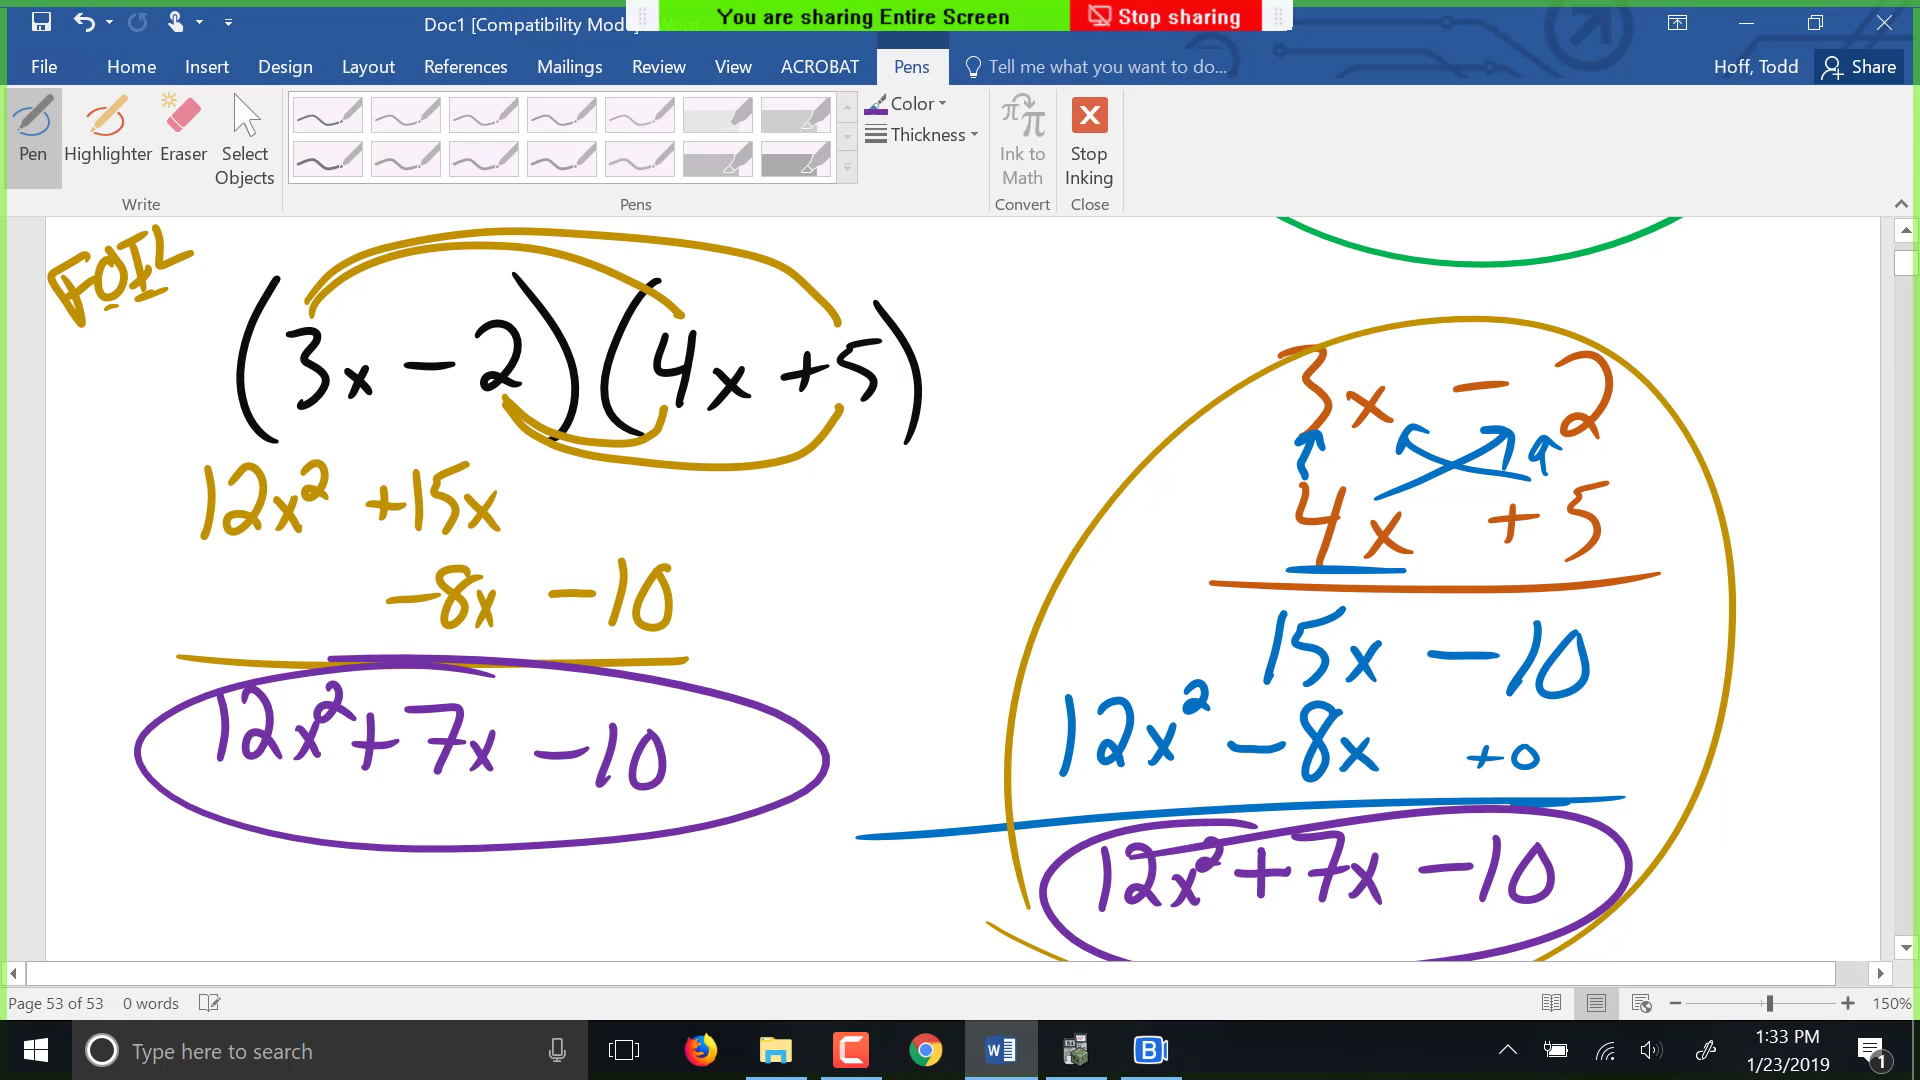 You are sharing Entire Screen
Stop sharing
Doc1 [Compatibility Mod
File Home Insert Design Layout References Mailings Review View ACROBAT Pens Tell me what you want to do... Hoff, Todd Share
Pen Highlighter Eraser Select Objects
Color
Thickness
Ink to Math
Stop Inking
Write Pens Convert Close
FOIL
(3x - 2)(4x + 5)
12x² + 15x
- 8x - 10
12x² + 7x - 10
3x - 2
4x + 5
15x - 10
12x² - 8x + 0
12x² + 7x - 10
Page 53 of 53 0 words 150%
Type here to search
1:33 PM
1/23/2019
1